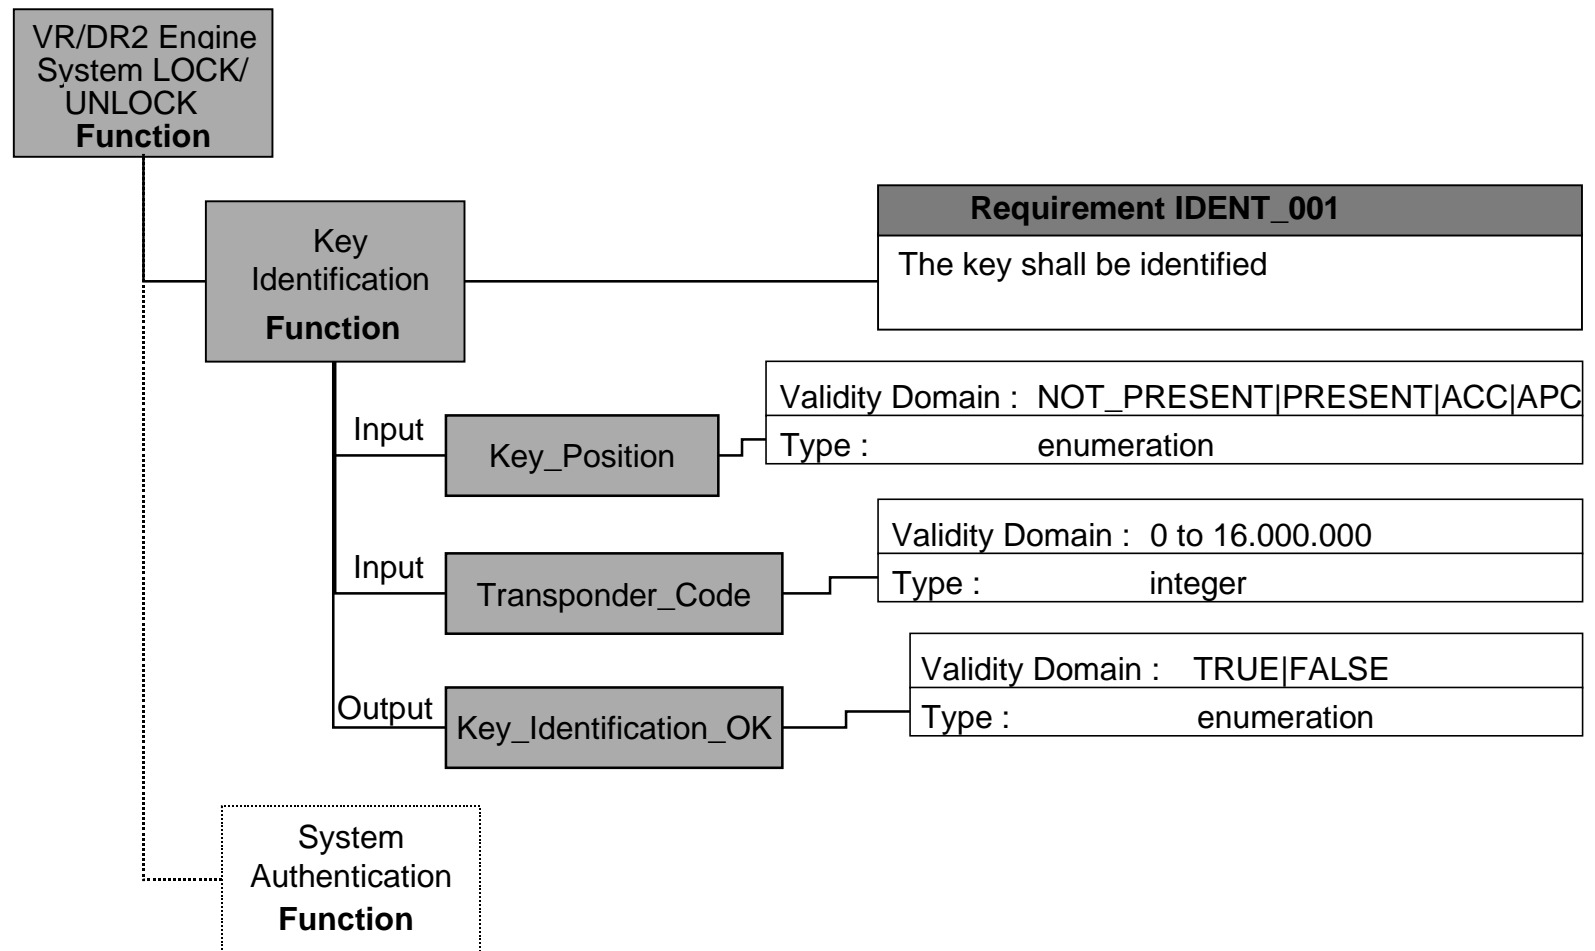 VR/DR2 Engine
System LOCK/
UNLOCK
Function
Key
Identification
Function
Requirement IDENT_001
The key shall be identified
Input
Key_Position
Validity Domain : NOT_PRESENT|PRESENT|ACC|APC
Type : enumeration
Input
Transponder_Code
Validity Domain : 0 to 16.000.000
Type : integer
Output
Key_Identification_OK
Validity Domain : TRUE|FALSE
Type : enumeration
System
Authentication
Function